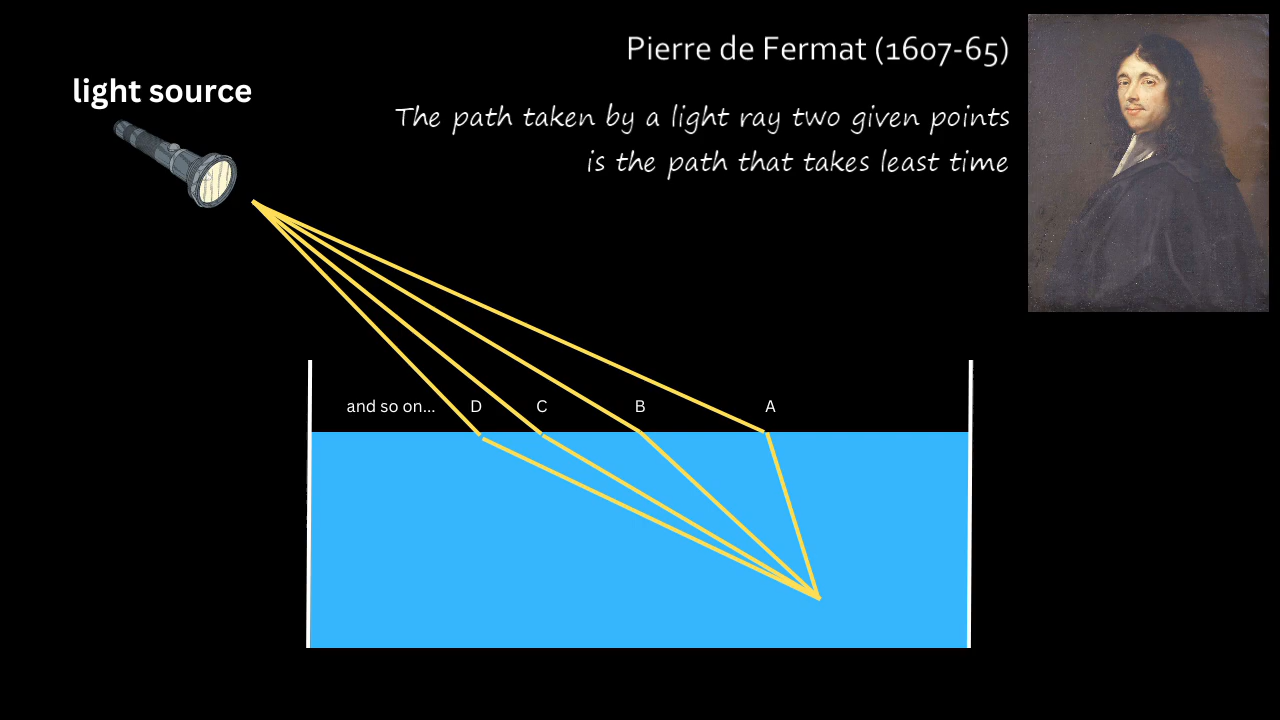 Pierre de Fermat (1607-65)
light source
The path taken by a light ray two given points
is the path that takes least time
and so on... D C B A